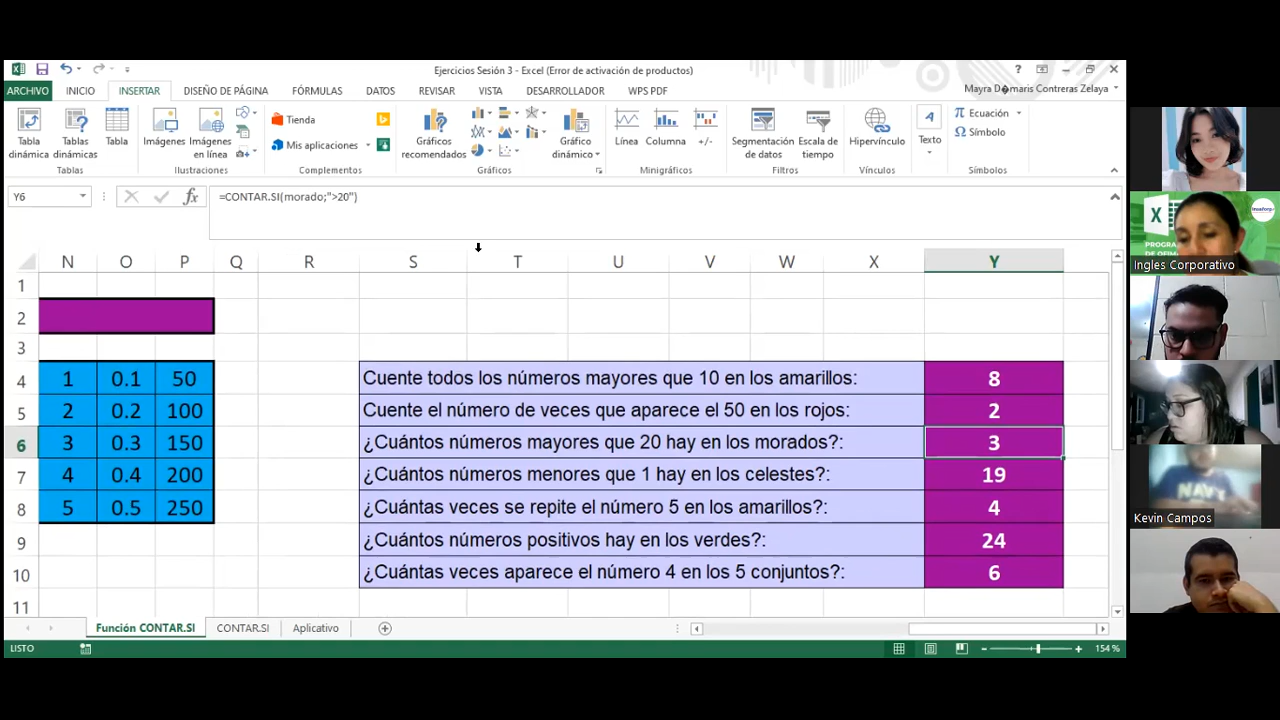 Ejercicios Sesión 3 - Excel (Error de activación de productos)
ARCHIVO INICIO INSERTAR DISEÑO DE PÁGINA FÓRMULAS DATOS REVISAR VISTA DESARROLLADOR WPS PDF
Mayra D�maris Contreras Zelaya
Tabla dinámica
Tablas dinámicas
Tabla
Tablas
Imágenes
Imágenes en línea
Ilustraciones
Tienda
Mis aplicaciones
Complementos
Gráficos recomendados
Gráfico dinámico
Gráficos
Línea
Columna
+/-
Minigráficos
Segmentación de datos
Escala de tiempo
Filtros
Hipervínculo
Vínculos
Texto
Ecuación
Símbolo
Símbolos
Y6
fx
=CONTAR.SI(morado;">20")
N O P Q R S T U V W X Y
1
2
3
4 1 0.1 50 Cuente todos los números mayores que 10 en los amarillos: 8
5 2 0.2 100 Cuente el número de veces que aparece el 50 en los rojos: 2
6 3 0.3 150 ¿Cuántos números mayores que 20 hay en los morados?: 3
7 4 0.4 200 ¿Cuántos números menores que 1 hay en los celestes?: 19
8 5 0.5 250 ¿Cuántas veces se repite el número 5 en los amarillos?: 4
9 ¿Cuántos números positivos hay en los verdes?: 24
10 ¿Cuántas veces aparece el número 4 en los 5 conjuntos?: 6
11
Función CONTAR.SI CONTAR.SI Aplicativo
LISTO
154 %
Ingles Corporativo
NAVY
Kevin Campos